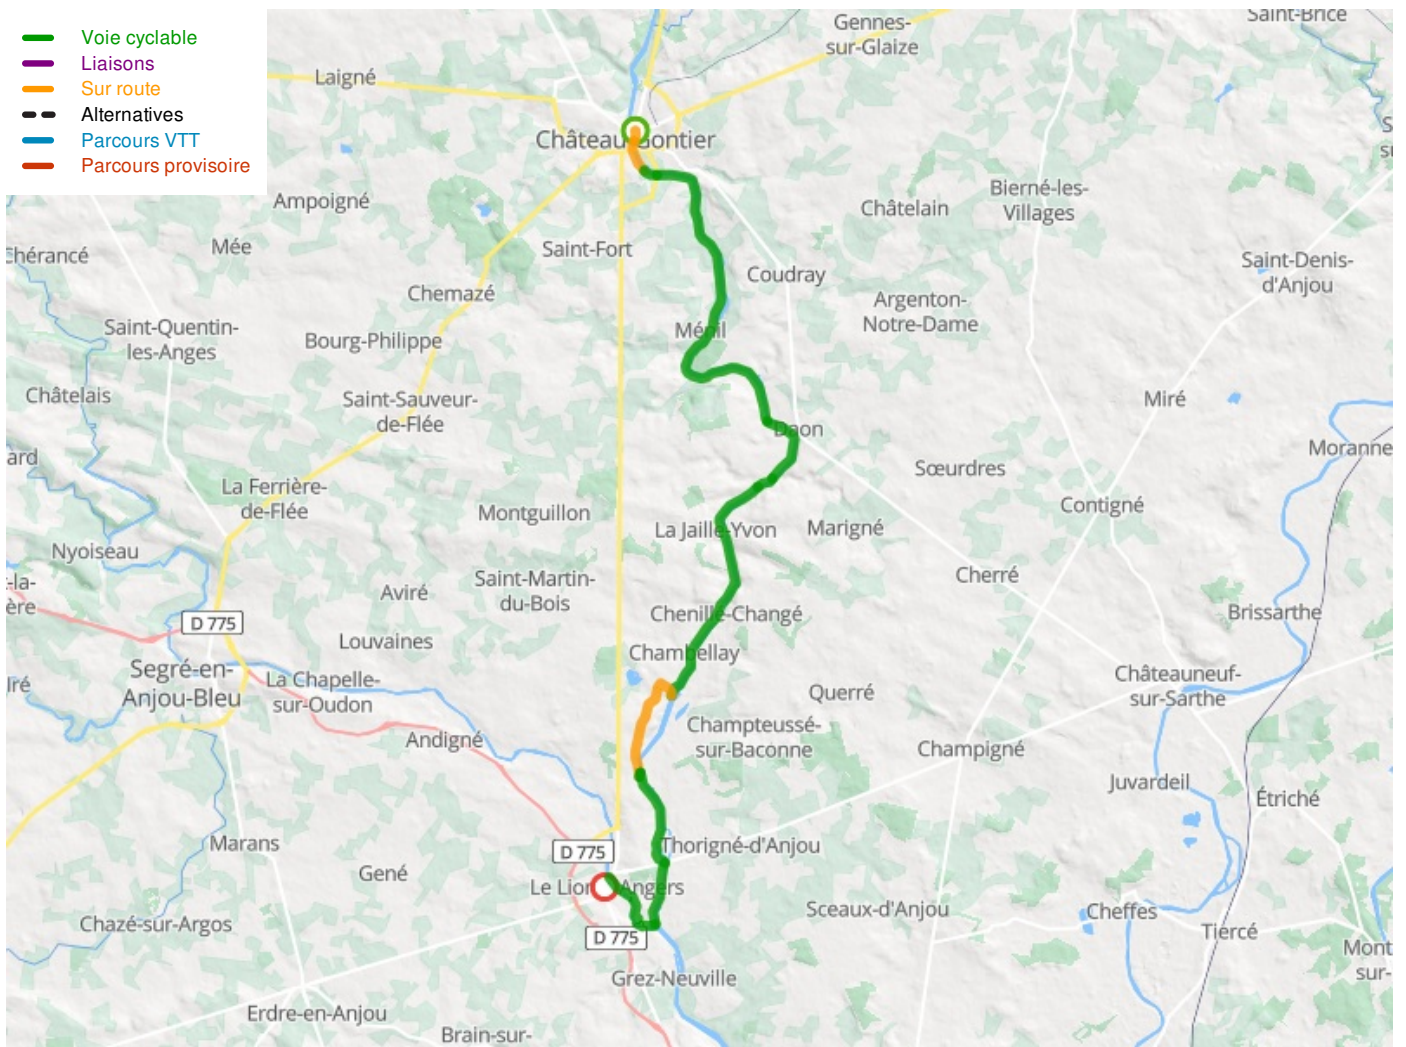 Voie cyclable
Liaisons
Sur route
Alternatives
Parcours VTT
Parcours provisoire
Saint-Brice
Gennes-
sur-Glaize
Laigné
Château-Gontier
Ampoigné
Bierné-les-
Villages
Châtelain
Mée
Chérancé
Saint-Fort
Coudray
Saint-Denis-
d'Anjou
Chemazé
Argenton-
Notre-Dame
Saint-Quentin-
les-Anges
Bourg-Philippe
Ménil
Châtelais
Saint-Sauveur-
de-Flée
Miré
Daon
Moranne
ard
Sœurdres
La Ferrière-
de-Flée
Contigné
Montguillon
La Jaille-Yvon
Marigné
Nyoiseau
Cherré
-la-
ère
Saint-Martin-
du-Bois
Aviré
Chenillé-Changé
Brissarthe
D 775
Louvaines
Chambellay
Segré-en-
Anjou-Bleu
La Chapelle-
sur-Oudon
Châteauneuf-
sur-Sarthe
Querré
Champteussé-
sur-Baconne
Andigné
Champigné
Juvardeil
Étriché
Marans
Thorigné-d'Anjou
D 775
Gené
Le Lion-d'Angers
Sceaux-d'Anjou
Cheffes
Chazé-sur-Argos
Tiercé
D 775
Mont
sur-
Grez-Neuville
Erdre-en-Anjou
Brain-sur-